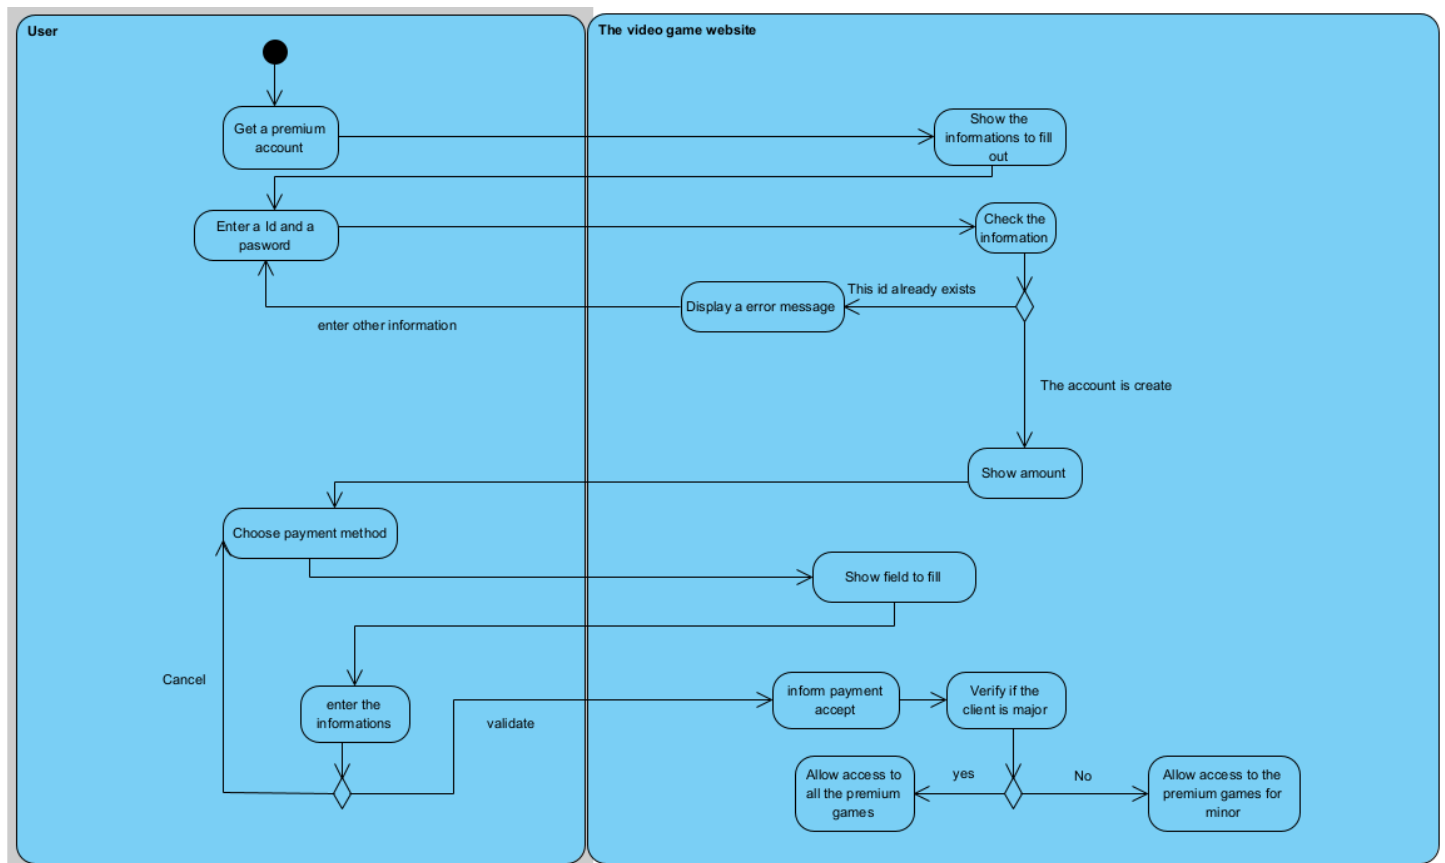 User
The video game website
Get a premium
account
Show the
informations to fill
out
Enter a Id and a
pasword
Check the
information
This id already exists
Display a error message
enter other information
The account is create
Show amount
Choose payment method
Show field to fill
Cancel
enter the
informations
validate
inform payment
accept
Verify if the
client is major
Allow access to
all the premium
games
yes
No
Allow access to the
premium games for
minor